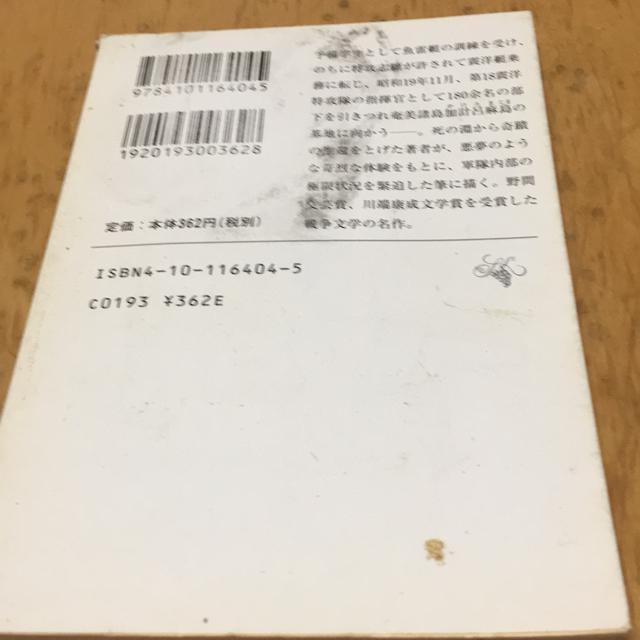 9784101164045
1920193003628
定価：本体362円（税別）
予備学生として魚雷艇の訓練を受け、
のちに特攻志願が許されて震洋艇乗
務に転じ、昭和19年11月、第18震洋
特攻隊の指揮官として180余名の部
下を引きつれ奄美諸島加計呂麻島の
基地に向かう――。死の淵から奇蹟
の生還をとげた著者が、悪夢のよう
な苛烈な体験をもとに、軍隊内部の
極限状況を緊迫した筆に描く。野間
文芸賞、川端康成文学賞を受賞した
戦争文学の名作。
ISBN4-10-116404-5
C0193 ¥362E